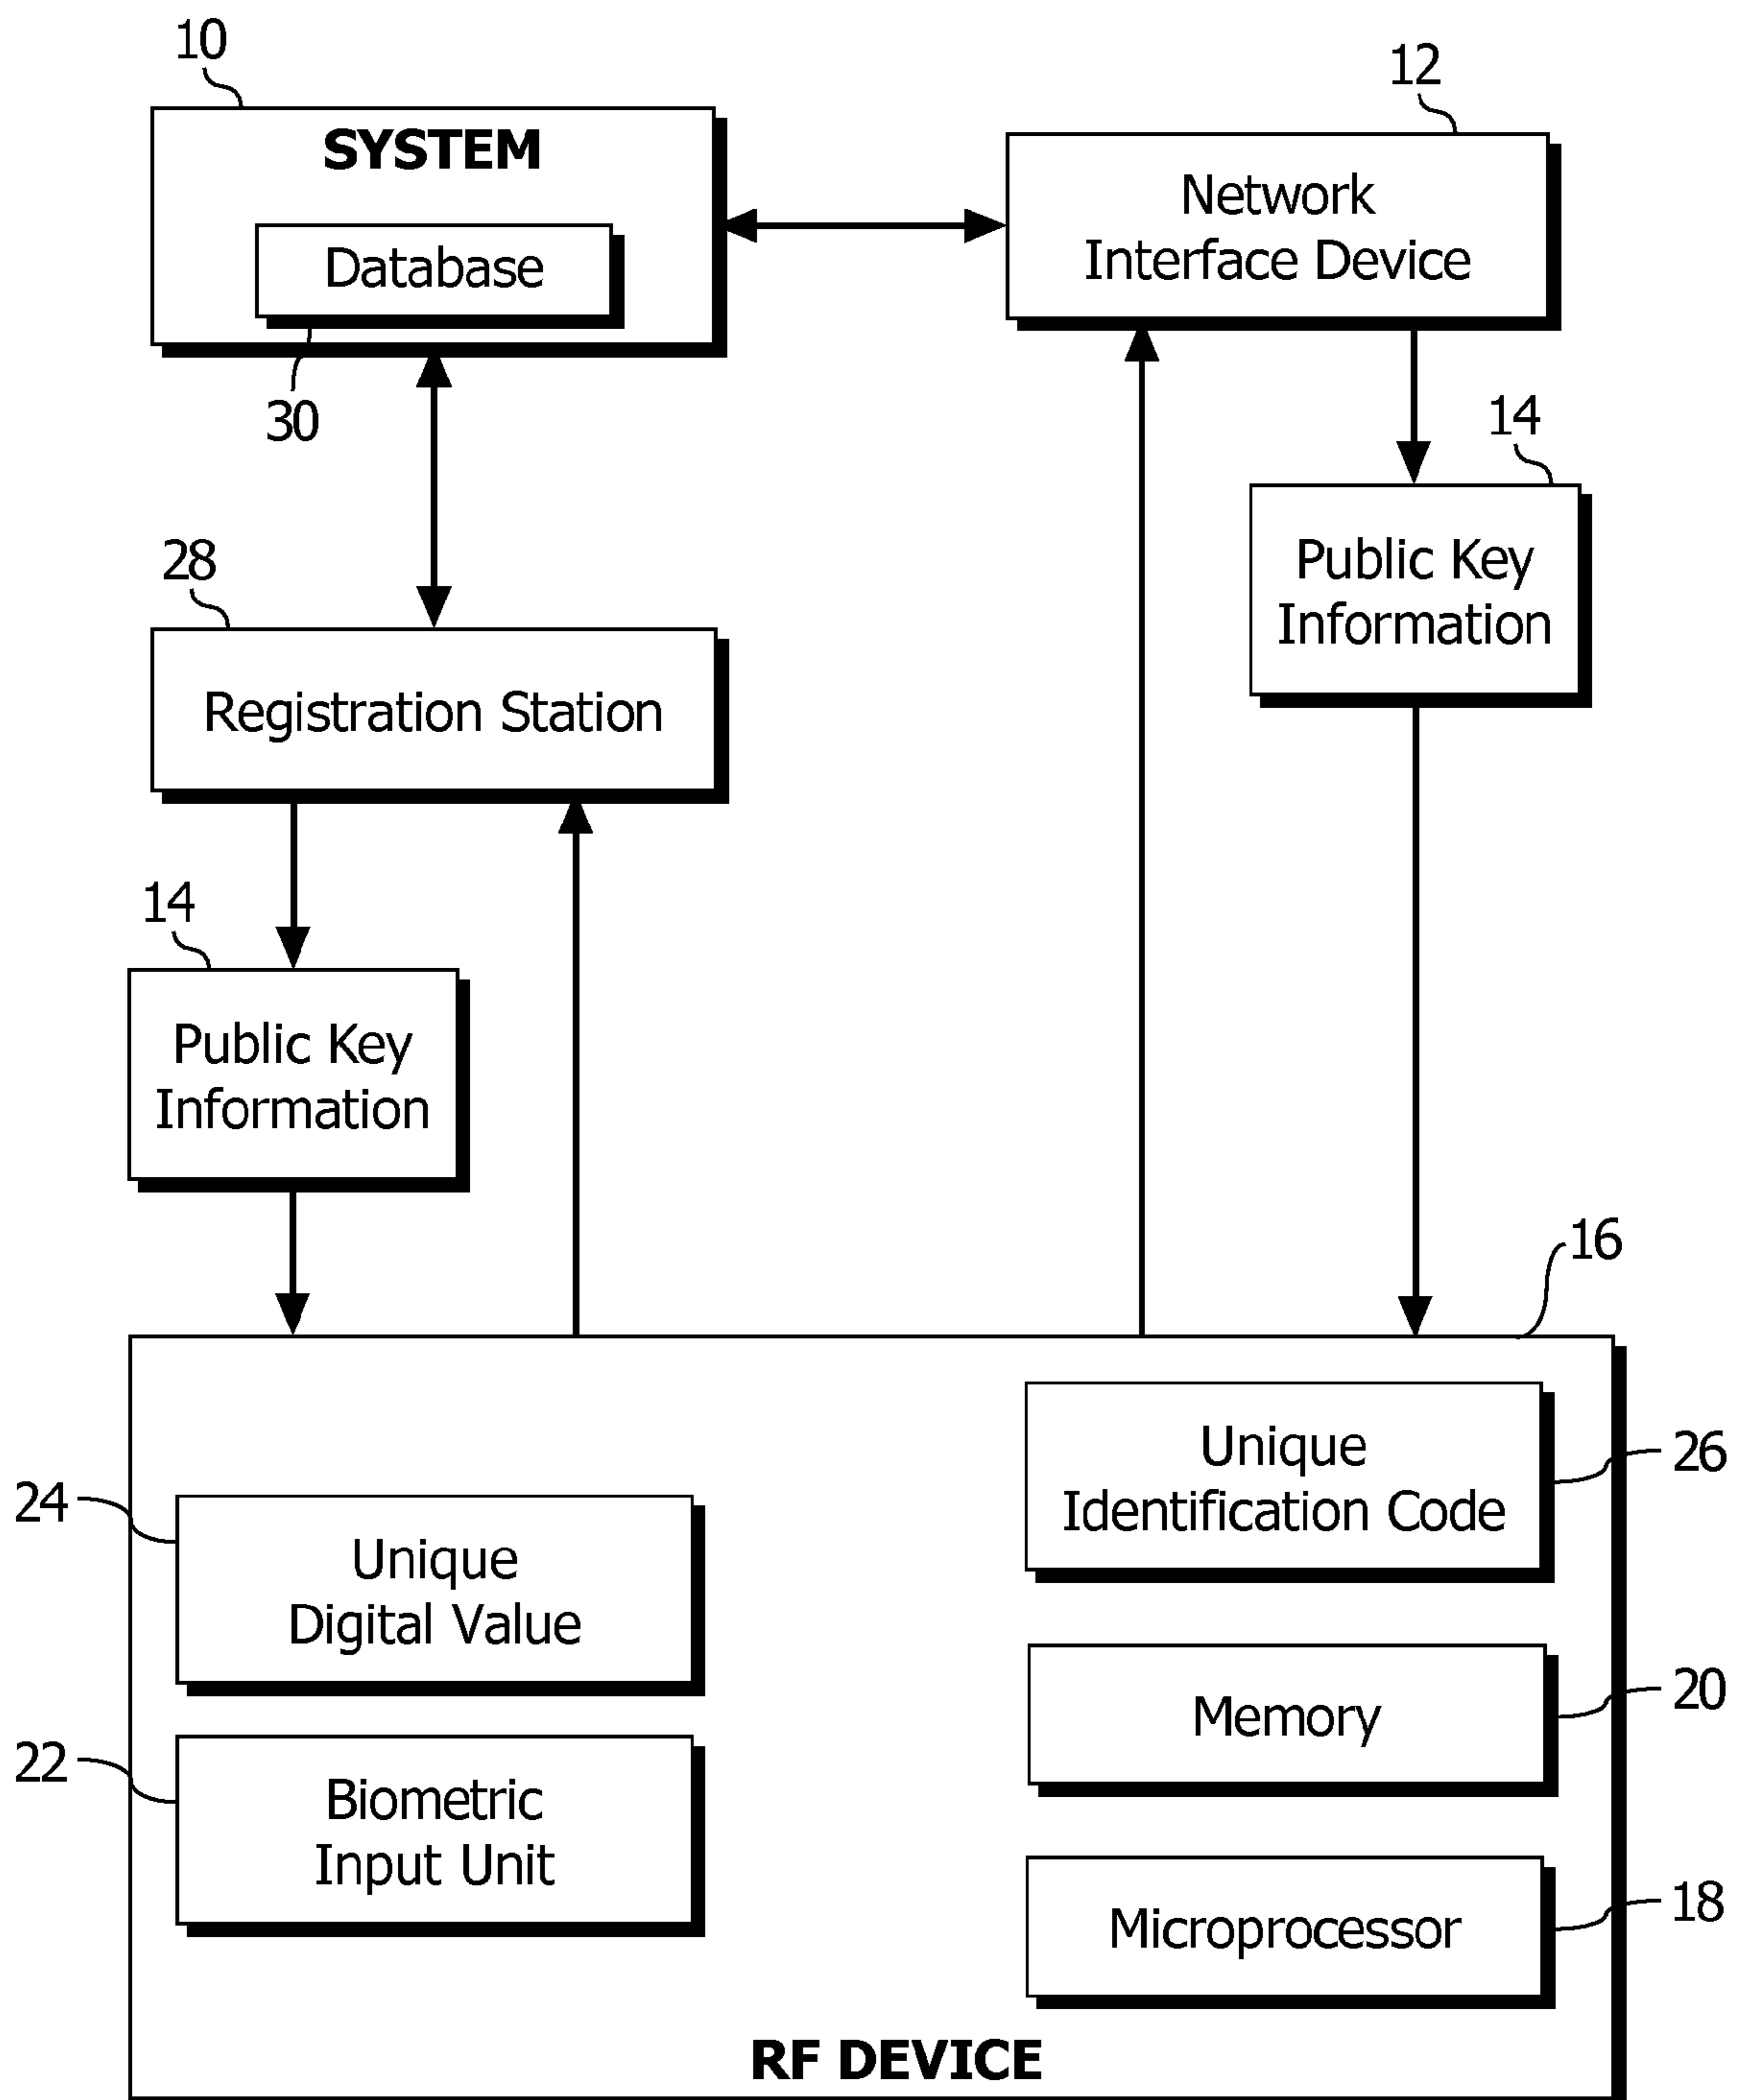 10
12
SYSTEM
Network
Interface Device
Database
30
14
28
Public Key
Information
Registration Station
14
Public Key
Information
16
Unique
Identification Code
26
24
Unique
Digital Value
Memory
20
22
Biometric
Input Unit
Microprocessor
18
RF DEVICE